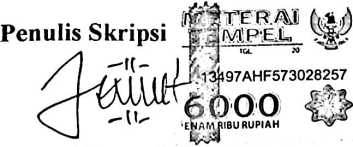 Penulis Skripsi
METERAI
TEMPEL
TGL 20
13497AHF573028257
6000
ENAM RIBU RUPIAH